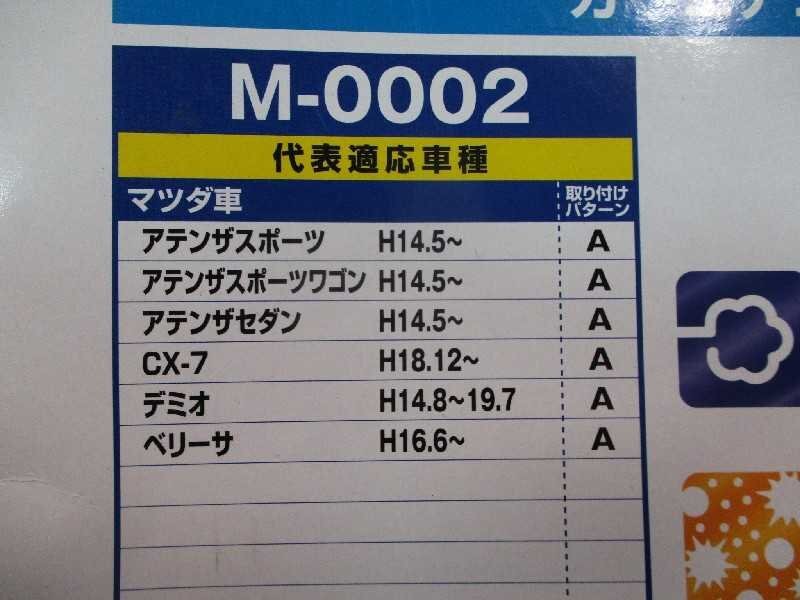 M-0002
代表適応車種
マツダ車 取り付けパターン
アテンザスポーツ H14.5~ A
アテンザスポーツワゴン H14.5~ A
アテンザセダン H14.5~ A
CX-7 H18.12~ A
デミオ H14.8~19.7 A
ベリーサ H16.6~ A